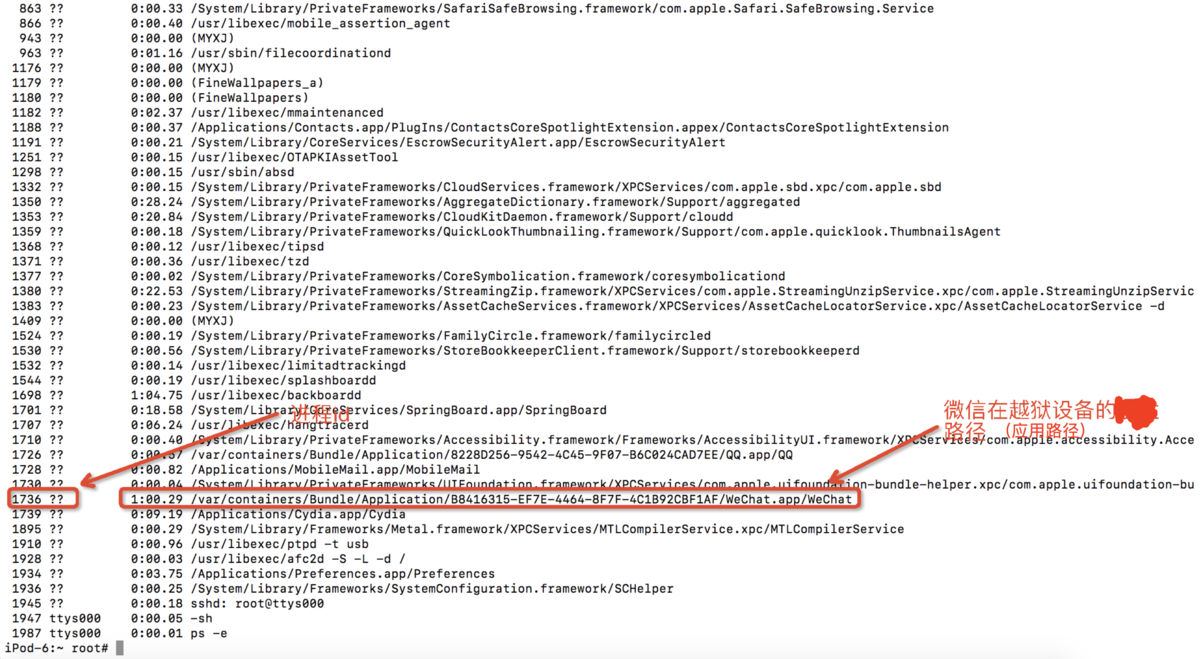 863 ?? 0:00.33 /System/Library/PrivateFrameworks/SafariSafeBrowsing.framework/com.apple.Safari.SafeBrowsing.Service
866 ?? 0:00.40 /usr/libexec/mobile_assertion_agent
943 ?? 0:00.00 (MYXJ)
963 ?? 0:01.16 /usr/sbin/filecoordinationd
1176 ?? 0:00.00 (MYXJ)
1179 ?? 0:00.00 (FineWallpapers_a)
1180 ?? 0:00.00 (FineWallpapers)
1182 ?? 0:02.37 /usr/libexec/mmaintenanced
1188 ?? 0:00.37 /Applications/Contacts.app/PlugIns/ContactsCoreSpotlightExtension.appex/ContactsCoreSpotlightExtension
1191 ?? 0:00.21 /System/Library/CoreServices/EscrowSecurityAlert.app/EscrowSecurityAlert
1251 ?? 0:00.15 /usr/libexec/OTAPKIAssetTool
1298 ?? 0:00.15 /usr/sbin/absd
1332 ?? 0:00.15 /System/Library/PrivateFrameworks/CloudServices.framework/XPCServices/com.apple.sbd.xpc/com.apple.sbd
1350 ?? 0:28.24 /System/Library/PrivateFrameworks/AggregateDictionary.framework/Support/aggregated
1353 ?? 0:20.84 /System/Library/PrivateFrameworks/CloudKitDaemon.framework/Support/cloudd
1359 ?? 0:00.18 /System/Library/PrivateFrameworks/QuickLookThumbnailing.framework/Support/com.apple.quicklook.ThumbnailsAgent
1368 ?? 0:00.12 /usr/libexec/tipsd
1371 ?? 0:00.36 /usr/libexec/tzd
1377 ?? 0:00.02 /System/Library/PrivateFrameworks/CoreSymbolication.framework/coresymbolicationd
1380 ?? 0:22.53 /System/Library/PrivateFrameworks/StreamingZip.framework/XPCServices/com.apple.StreamingUnzipService.xpc/com.apple.StreamingUnzipServic
1383 ?? 0:00.23 /System/Library/PrivateFrameworks/AssetCacheServices.framework/XPCServices/AssetCacheLocatorService.xpc/AssetCacheLocatorService -d
1409 ?? 0:00.00 (MYXJ)
1524 ?? 0:00.19 /System/Library/PrivateFrameworks/FamilyCircle.framework/familycircled
1530 ?? 0:00.56 /System/Library/PrivateFrameworks/StoreBookkeeperClient.framework/Support/storebookkeeperd
1532 ?? 0:00.14 /usr/libexec/limitadtrackingd
1544 ?? 0:00.19 /usr/libexec/splashboardd
1698 ?? 1:04.75 /usr/libexec/backboardd
进程id
微信在越狱设备的
1701 ?? 0:18.58 /System/Library/CoreServices/SpringBoard.app/SpringBoard
1707 ?? 0:06.24 /usr/libexec/hangtracerd
路径 (应用路径)
1710 ?? 0:00.40 /System/Library/PrivateFrameworks/Accessibility.framework/Frameworks/AccessibilityUI.framework/XPCServices/com.apple.accessibility.Acce
1726 ?? 0:00.57 /var/containers/Bundle/Application/8228D256-9542-4C45-9F07-B6C024CAD7EE/QQ.app/QQ
1728 ?? 0:00.82 /Applications/MobileMail.app/MobileMail
1730 ?? 0:00.04 /System/Library/PrivateFrameworks/UIFoundation.framework/XPCServices/com.apple.uifoundation-bundle-helper.xpc/com.apple.uifoundation-bu
1736 ?? 1:00.29 /var/containers/Bundle/Application/B8416315-EF7E-4464-8F7F-4C1B92CBF1AF/WeChat.app/WeChat
1739 ?? 0:09.19 /Applications/Cydia.app/Cydia
1895 ?? 0:00.29 /System/Library/Frameworks/Metal.framework/XPCServices/MTLCompilerService.xpc/MTLCompilerService
1910 ?? 0:00.96 /usr/libexec/ptpd -t usb
1928 ?? 0:00.03 /usr/libexec/afc2d -S -L -d /
1934 ?? 0:03.75 /Applications/Preferences.app/Preferences
1936 ?? 0:00.25 /System/Library/Frameworks/SystemConfiguration.framework/SCHelper
1945 ?? 0:00.18 sshd: root@ttys000
1947 ttys000 0:00.05 -sh
1987 ttys000 0:00.01 ps -e
iPod-6:~ root#